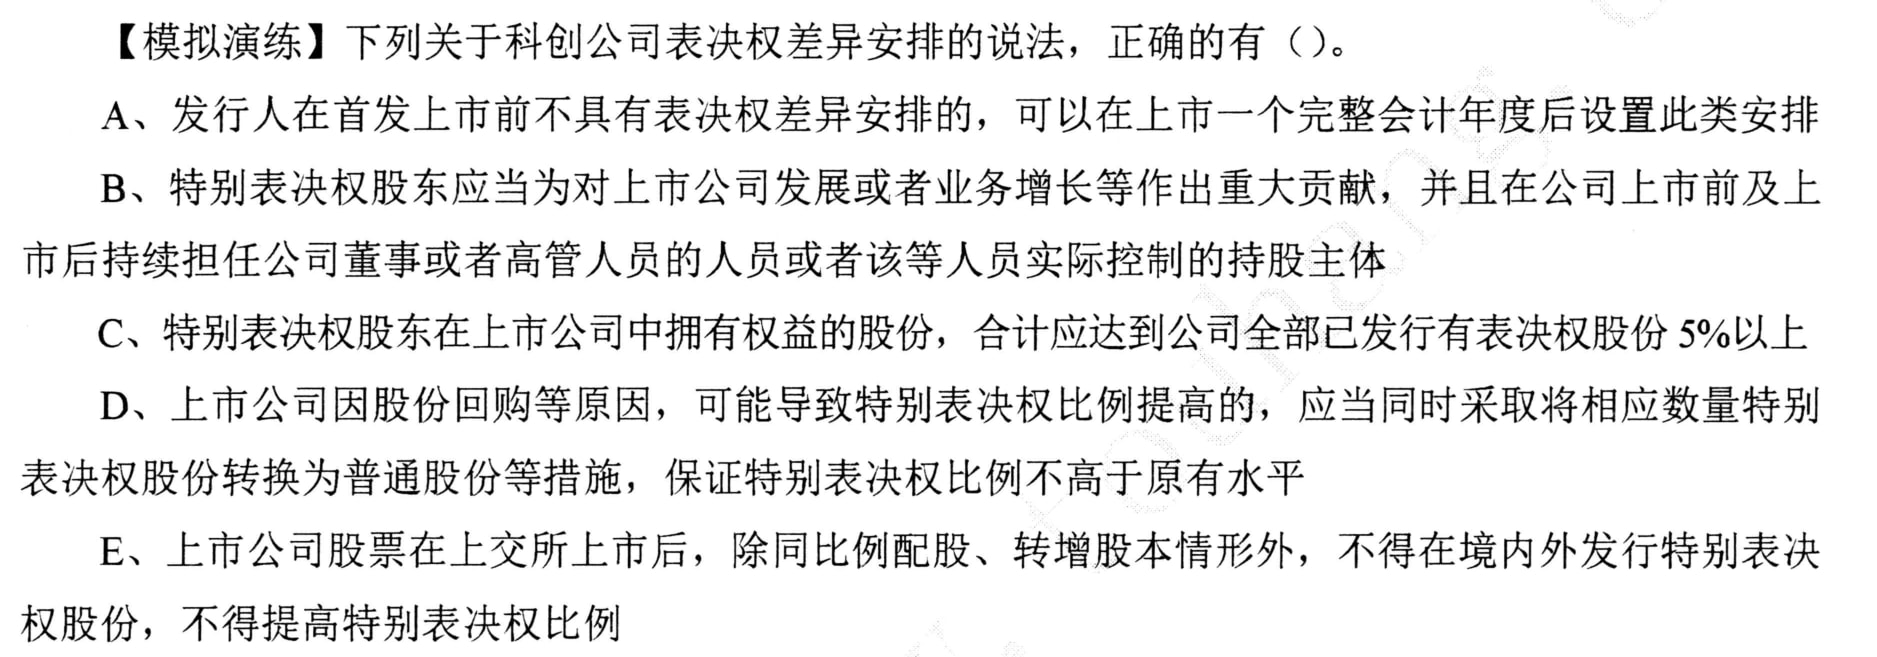 【模拟演练】下列关于科创公司表决权差异安排的说法，正确的有（）。
A、发行人在首发上市前不具有表决权差异安排的，可以在上市一个完整会计年度后设置此类安排
B、特别表决权股东应当为对上市公司发展或者业务增长等作出重大贡献，并且在公司上市前及上
市后持续担任公司董事或者高管人员的人员或者该等人员实际控制的持股主体
C、特别表决权股东在上市公司中拥有权益的股份，合计应达到公司全部已发行有表决权股份 5%以上
D、上市公司因股份回购等原因，可能导致特别表决权比例提高的，应当同时采取将相应数量特别
表决权股份转换为普通股份等措施，保证特别表决权比例不高于原有水平
E、上市公司股票在上交所上市后，除同比例配股、转增股本情形外，不得在境内外发行特别表决
权股份，不得提高特别表决权比例